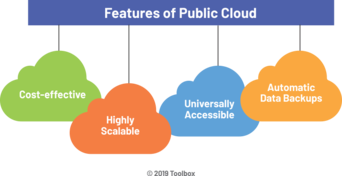 Features of Public Cloud
Cost-effective
Highly
Scalable
Universally
Accessible
Automatic
Data Backups
© 2019 Toolbox